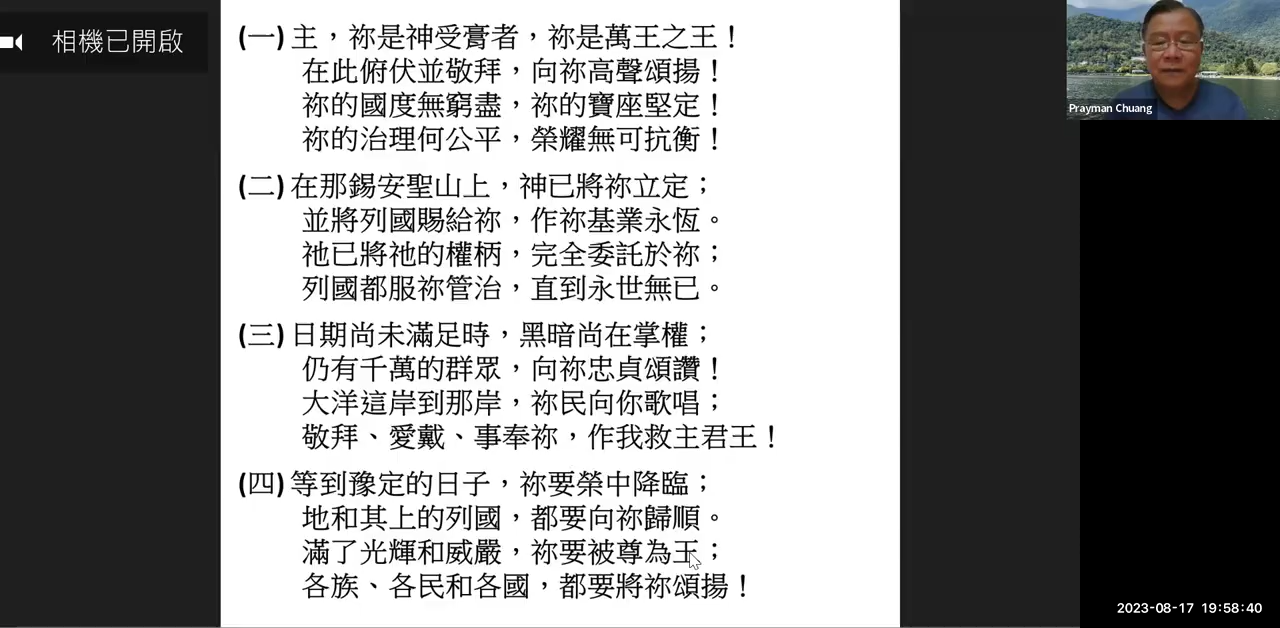 相機已開啟
(一) 主，祢是神受膏者，祢是萬王之王！
在此俯伏並敬拜，向祢高聲頌揚！
祢的國度無窮盡，祢的寶座堅定！
祢的治理何公平，榮耀無可抗衡！
(二) 在那錫安聖山上，神已將祢立定；
並將列國賜給祢，作祢基業永恆。
祂已將祂的權柄，完全委託於祢；
列國都服祢管治，直到永世無已。
(三) 日期尚未滿足時，黑暗尚在掌權；
仍有千萬的群眾，向祢忠貞頌讚！
大洋這岸到那岸，祢民向你歌唱；
敬拜、愛戴、事奉祢，作我救主君王！
(四) 等到豫定的日子，祢要榮中降臨；
地和其上的列國，都要向祢歸順。
滿了光輝和威嚴，祢要被尊為王；
各族、各民和各國，都要將祢頌揚！
Prayman Chuang
2023-08-17 19:58:40